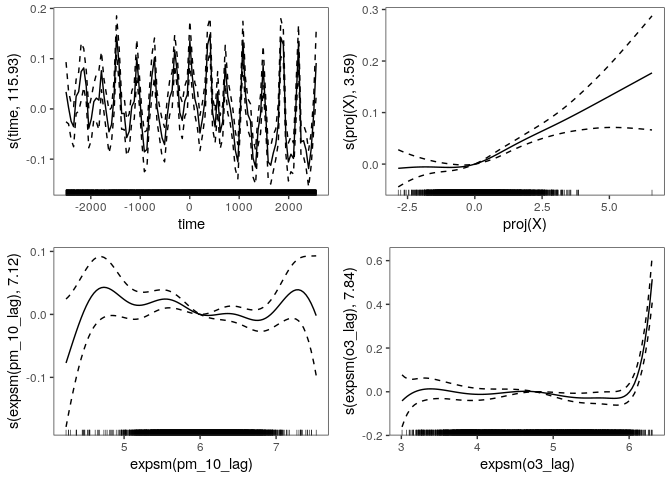 0.2
0.1
0.0
-0.1
s(time, 115.93)
-2000 -1000 0 1000 2000
time
0.3
0.2
0.1
0.0
s(proj(X), 3.59)
-2.5 0.0 2.5 5.0
proj(X)
0.1
0.0
-0.1
s(expsm(pm_10_lag), 7.12)
5 6 7
expsm(pm_10_lag)
0.6
0.4
0.2
0.0
-0.2
s(expsm(o3_lag), 7.84)
3 4 5 6
expsm(o3_lag)